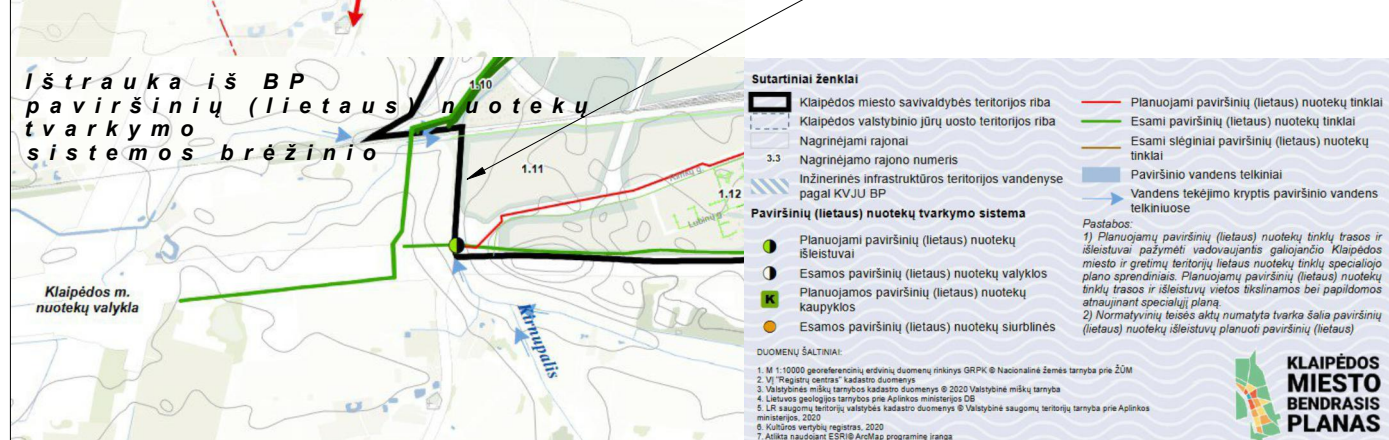 Ištrauka iš BP
paviršinių (lietaus) nuotekų
tvarkymo
sistemos brėžinio
1.10
1.11
1.12
Lubinų g.
Klaipėdos m.
nuotekų valykla
Kirnupalis
Sutartiniai ženklai
Klaipėdos miesto savivaldybės teritorijos riba
Klaipėdos valstybinio jūrų uosto teritorijos riba
Nagrinėjami rajonai
3.3 Nagrinėjamo rajono numeris
Inžinerinės infrastruktūros teritorijos vandenyse
pagal KVJU BP
Paviršinių (lietaus) nuotekų tvarkymo sistema
Planuojami paviršinių (lietaus) nuotekų
išleistuvai
Esamos paviršinių (lietaus) nuotekų valyklos
K Planuojamos paviršinių (lietaus) nuotekų
kaupyklos
Esamos paviršinių (lietaus) nuotekų siurblinės
Planuojami paviršinių (lietaus) nuotekų tinklai
Esami paviršinių (lietaus) nuotekų tinklai
Esami slėginiai paviršinių (lietaus) nuotekų
tinklai
Paviršinio vandens telkiniai
Vandens tekėjimo kryptis paviršinio vandens
telkiniuose
Pastabos:
1) Planuojamų paviršinių (lietaus) nuotekų tinklų trasos ir
išleistuvai pažymėti vadovaujantis galiojančio Klaipėdos
miesto ir gretimų teritorijų lietaus nuotekų tinklų specialiojo
plano sprendiniais. Planuojamų paviršinių (lietaus) nuotekų
tinklų trasos ir išleistuvų vietos tikslinamos bei papildomos
atnaujinant specialųjį planą.
2) Normatyvinių teisės aktų numatyta tvarka šalia paviršinių
(lietaus) nuotekų išleistuvų planuoti paviršinių (lietaus)
DUOMENŲ ŠALTINIAI:
1. M 1:10000 georeferencinių erdvinių duomenų rinkinys GRPK © Nacionalinė žemės tarnyba prie ŽŪM
2. VĮ "Registrų centras" kadastro duomenys
3. Valstybinės miškų tarnybos kadastro duomenys © 2020 Valstybinė miškų tarnyba
4. Lietuvos geologijos tarnybos prie Aplinkos ministerijos DB
5. LR saugomų teritorijų valstybės kadastro duomenys © Valstybinė saugomų teritorijų tarnyba prie Aplinkos
ministerijos, 2020
6. Kultūros vertybių registras, 2020
7. Atlikta naudojant ESRI© ArcMap programinę įrangą
KLAIPĖDOS
MIESTO
BENDRASIS
PLANAS